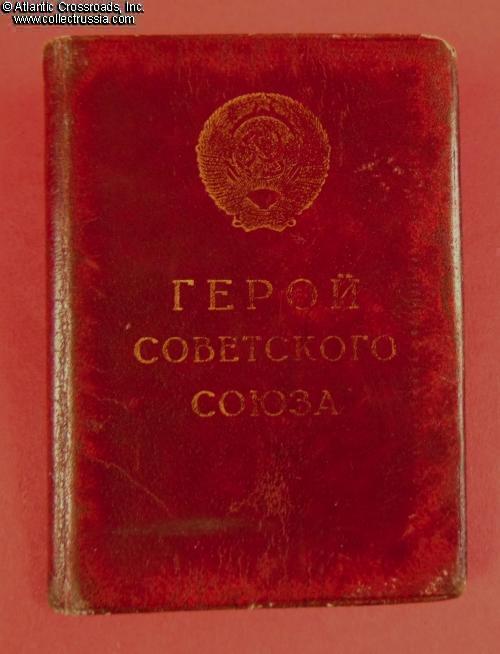 © Atlantic Crossroads, Inc.
www.collectrussia.com
ГЕРОЙ
СОВЕТСКОГО
СОЮЗА